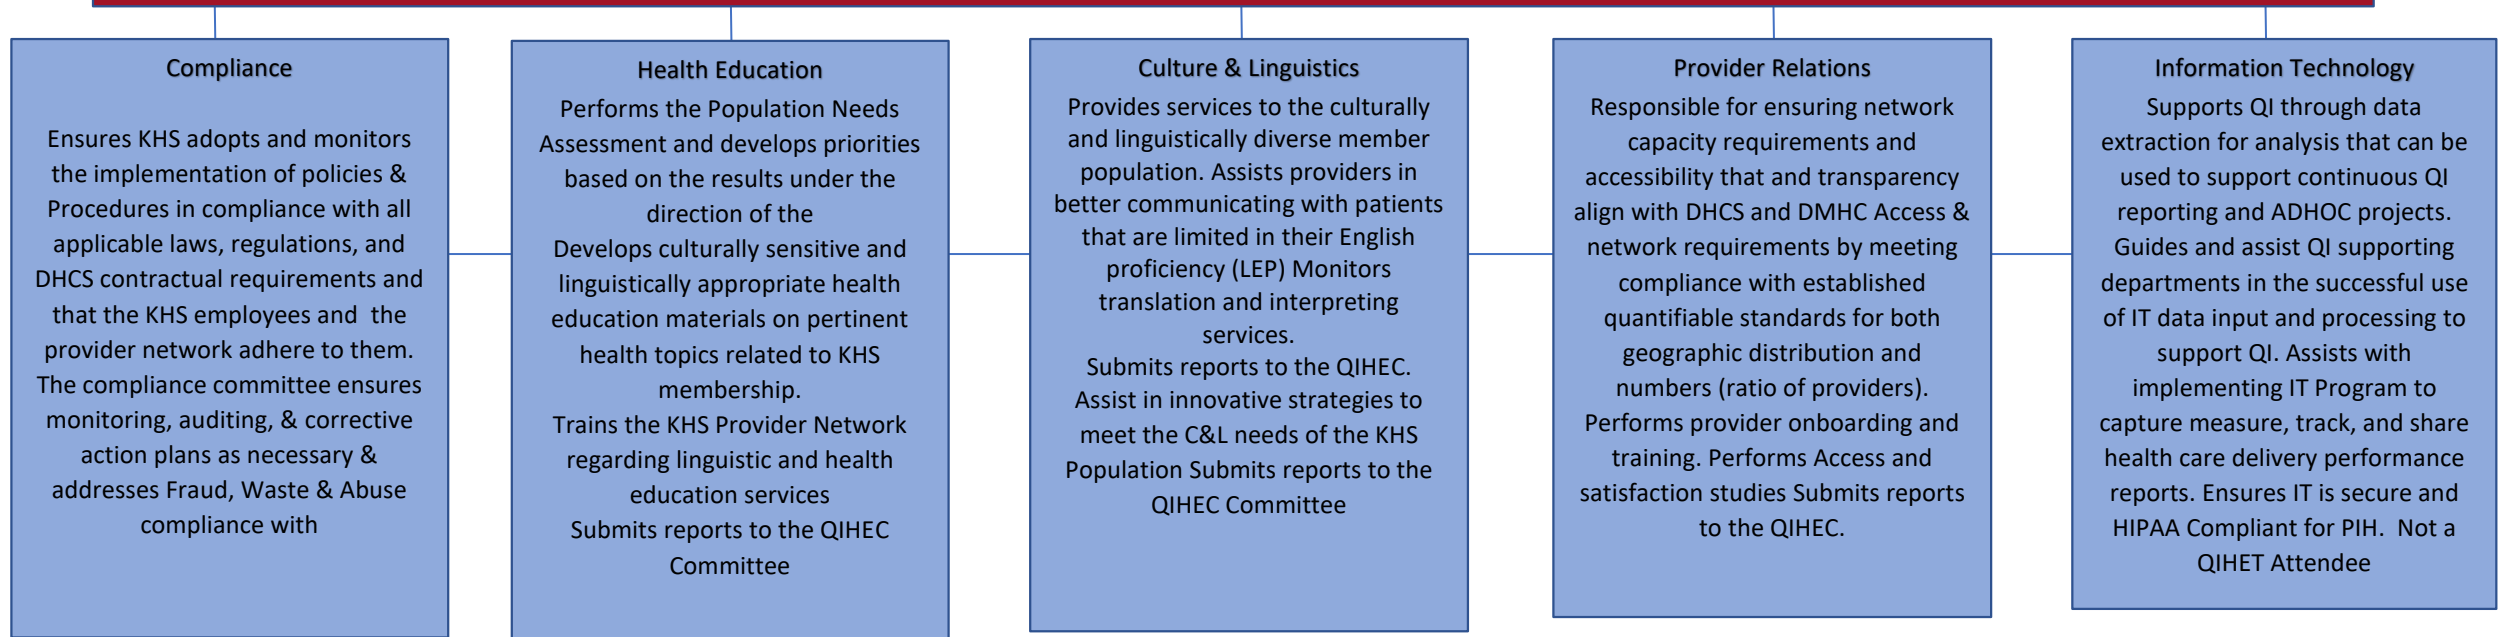 Compliance
Ensures KHS adopts and monitors
the implementation of policies &
Procedures in compliance with all
applicable laws, regulations, and
DHCS contractual requirements and
that the KHS employees and  the
provider network adhere to them.
The compliance committee ensures
monitoring, auditing, & corrective
action plans as necessary &
addresses Fraud, Waste & Abuse
compliance with
Health Education
Performs the Population Needs
Assessment and develops priorities
based on the results under the
direction of the
Develops culturally sensitive and
linguistically appropriate health
education materials on pertinent
health topics related to KHS
membership.
Trains the KHS Provider Network
regarding linguistic and health
education services
Submits reports to the QIHEC
Committee
Culture & Linguistics
Provides services to the culturally
and linguistically diverse member
population. Assists providers in
better communicating with patients
that are limited in their English
proficiency (LEP) Monitors
translation and interpreting
services.
Submits reports to the QIHEC.
Assist in innovative strategies to
meet the C&L needs of the KHS
Population Submits reports to the
QIHEC Committee
Provider Relations
Responsible for ensuring network
capacity requirements and
accessibility that and transparency
align with DHCS and DMHC Access &
network requirements by meeting
compliance with established
quantifiable standards for both
geographic distribution and
numbers (ratio of providers).
Performs provider onboarding and
training. Performs Access and
satisfaction studies Submits reports
to the QIHEC.
Information Technology
Supports QI through data
extraction for analysis that can be
used to support continuous QI
reporting and ADHOC projects.
Guides and assist QI supporting
departments in the successful use
of IT data input and processing to
support QI. Assists with
implementing IT Program to
capture measure, track, and share
health care delivery performance
reports. Ensures IT is secure and
HIPAA Compliant for PIH.  Not a
QIHET Attendee